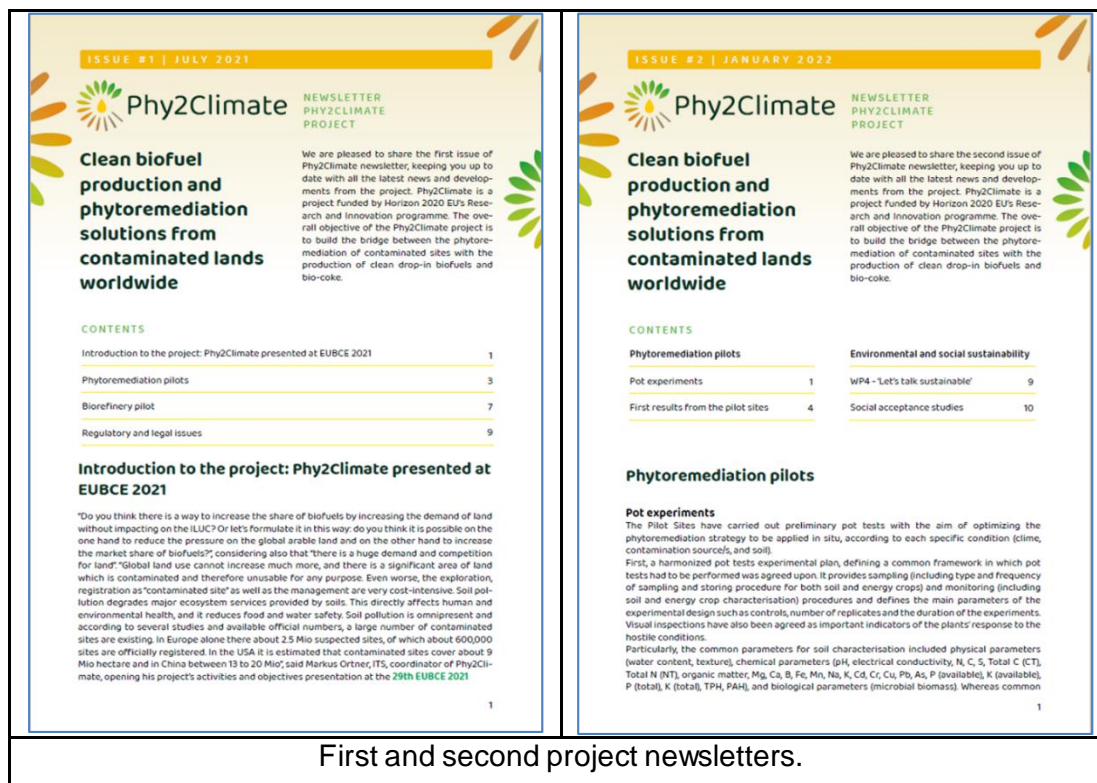 ISSUE #1 | JULY 2021
Phy2Climate
NEWSLETTER
PHY2CLIMATE
PROJECT
Clean biofuel
production and
phytoremediation
solutions from
contaminated lands
worldwide
We are pleased to share the first issue of
Phy2Climate newsletter, keeping you up to
date with all the latest news and develop-
ments from the project. Phy2Climate is a
project funded by Horizon 2020 EU's Rese-
arch and Innovation programme. The ove-
rall objective of the Phy2Climate project is
to build the bridge between the phytore-
mediation of contaminated sites with the
production of clean drop-in biofuels and
bio-coke.
CONTENTS
Introduction to the project: Phy2Climate presented at EUBCE 2021 1
Phytoremediation pilots 3
Biorefinery pilot 7
Regulatory and legal issues 9
Introduction to the project: Phy2Climate presented at
EUBCE 2021
"Do you think there is a way to increase the share of biofuels by increasing the demand of land
without impacting on the ILUC? Or let's formulate it in this way: do you think it is possible on the
one hand to reduce the pressure on the global arable land and on the other hand to increase
the market share of biofuels?", considering also that "there is a huge demand and competition
for land". "Global land use cannot increase much more, and there is a significant area of land
which is contaminated and therefore unusable for any purpose. Even worse, the exploration,
registration as "contaminated site" as well as the management are very cost-intensive. Soil pol-
lution degrades major ecosystem services provided by soils. This directly affects human and
environmental health, and it reduces food and water safety. Soil pollution is omnipresent and
according to several studies and available official numbers, a large number of contaminated
sites are existing. In Europe alone there about 2.5 Mio suspected sites, of which about 600,000
sites are officially registered. In the USA it is estimated that contaminated sites cover about 9
Mio hectare and in China between 13 to 20 Mio", said Markus Ortner, ITS, coordinator of Phy2Cli-
mate, opening his project's activities and objectives presentation at the 29th EUBCE 2021
1
ISSUE #2 | JANUARY 2022
Phy2Climate
NEWSLETTER
PHY2CLIMATE
PROJECT
Clean biofuel
production and
phytoremediation
solutions from
contaminated lands
worldwide
We are pleased to share the second issue of
Phy2Climate newsletter, keeping you up to
date with all the latest news and develop-
ments from the project. Phy2Climate is a
project funded by Horizon 2020 EU's Rese-
arch and Innovation programme. The ove-
rall objective of the Phy2Climate project is
to build the bridge between the phytore-
mediation of contaminated sites with the
production of clean drop-in biofuels and
bio-coke.
CONTENTS
Phytoremediation pilots
Pot experiments 1
First results from the pilot sites 4
Environmental and social sustainability
WP4 - 'Let's talk sustainable' 9
Social acceptance studies 10
Phytoremediation pilots
Pot experiments
The Pilot Sites have carried out preliminary pot tests with the aim of optimizing the
phytoremediation strategy to be applied in situ, according to each specific condition (clime,
contamination source/s, and soil).
First, a harmonized pot tests experimental plan, defining a common framework in which pot
tests had to be performed was agreed upon. It provides sampling (including type and frequency
of sampling and storing procedure for both soil and energy crops) and monitoring (including
soil and energy crop characterisation) procedures and defines the main parameters of the
experimental design such as controls, number of replicates and the duration of the experiments.
Visual inspections have also been agreed as important indicators of the plants' response to the
hostile conditions.
Particularly, the common parameters for soil characterisation included physical parameters
(water content, texture), chemical parameters (pH, electrical conductivity, N, C, S, Total C (CT),
Total N (NT), organic matter, Mg, Ca, B, Fe, Mn, Na, K, Cd, Cr, Cu, Pb, As, P (available), K (available),
P (total), K (total), TPH, PAH), and biological parameters (microbial biomass). Whereas common
1
First and second project newsletters.